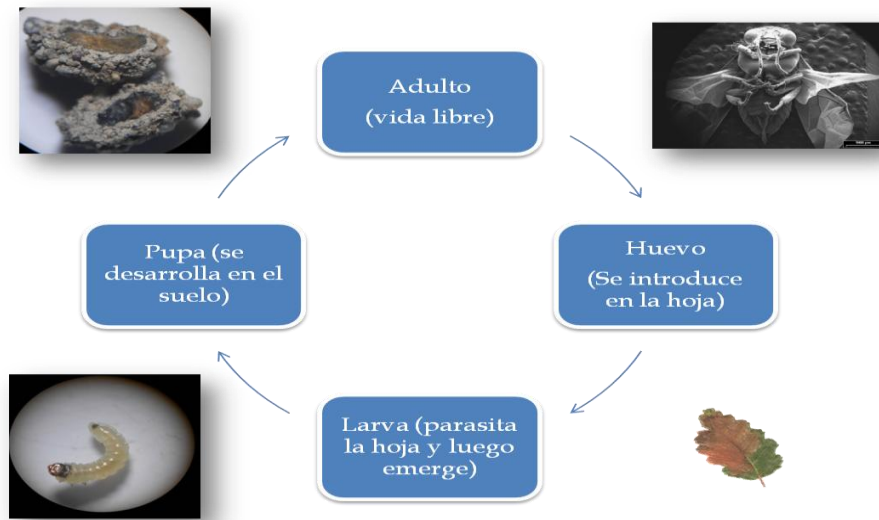 Adulto
(vida libre)
Huevo
(Se introduce
en la hoja)
Larva (parasita
la hoja y luego
emerge)
Pupa (se
desarrolla en el
suelo)